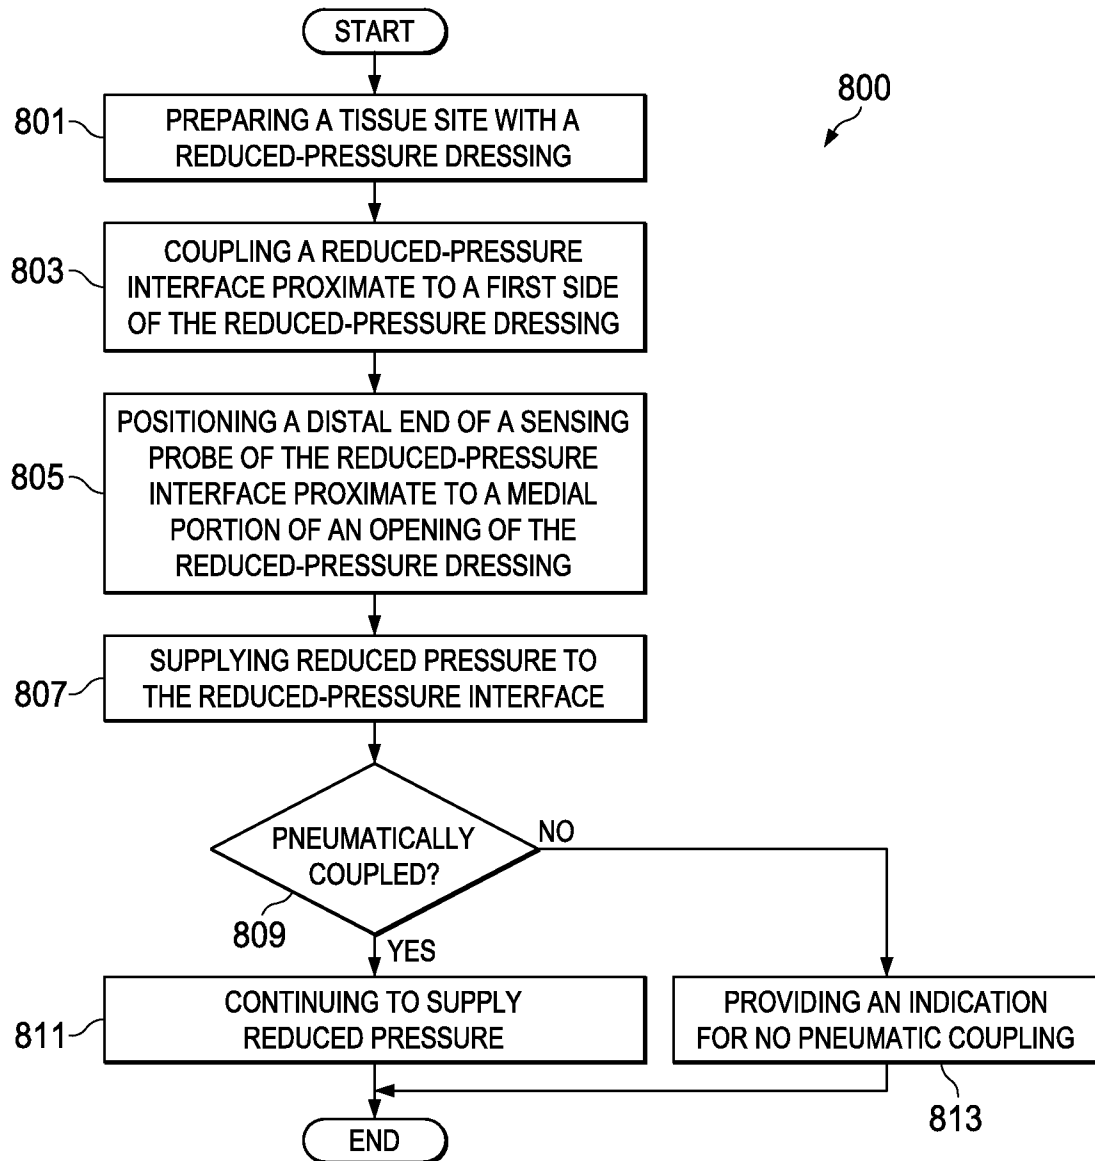 START
800
801
PREPARING A TISSUE SITE WITH A
REDUCED-PRESSURE DRESSING
803
COUPLING A REDUCED-PRESSURE
INTERFACE PROXIMATE TO A FIRST SIDE
OF THE REDUCED-PRESSURE DRESSING
805
POSITIONING A DISTAL END OF A SENSING
PROBE OF THE REDUCED-PRESSURE
INTERFACE PROXIMATE TO A MEDIAL
PORTION OF AN OPENING OF THE
REDUCED-PRESSURE DRESSING
807
SUPPLYING REDUCED PRESSURE TO
THE REDUCED-PRESSURE INTERFACE
PNEUMATICALLY
COUPLED?
NO
809
YES
811
CONTINUING TO SUPPLY
REDUCED PRESSURE
PROVIDING AN INDICATION
FOR NO PNEUMATIC COUPLING
813
END